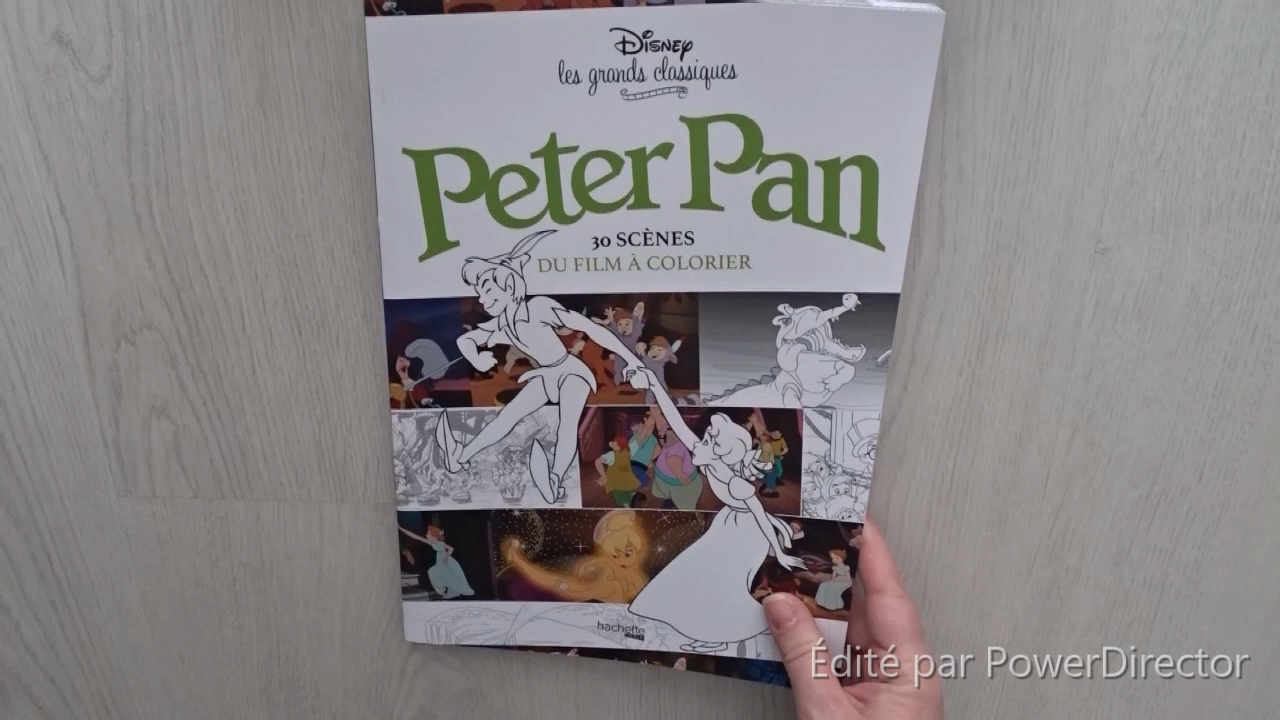 Disney
les grands classiques
Peter Pan
30 SCÈNES
DU FILM À COLORIER
hachette
Édité par PowerDirector